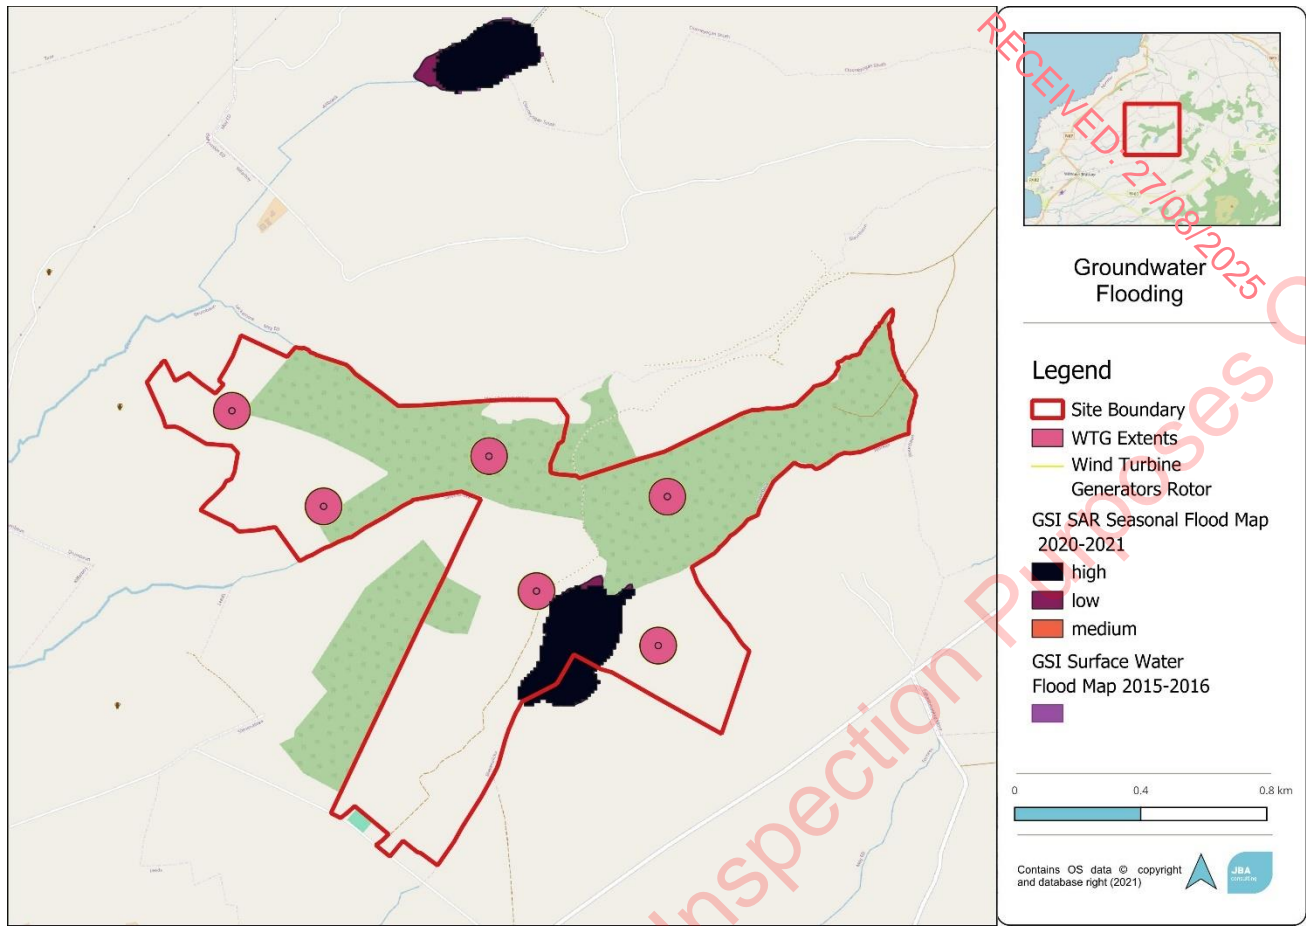 RECEIVED: 27/08/2025
Groundwater
Flooding
Legend
Site Boundary
WTG Extents
Wind Turbine
Generators Rotor
GSI SAR Seasonal Flood Map
2020-2021
high
low
medium
GSI Surface Water
Flood Map 2015-2016
0
0.4
0.8 km
Contains OS data © copyright
and database right (2021)
JBA
consulting
Inspection Purposes O